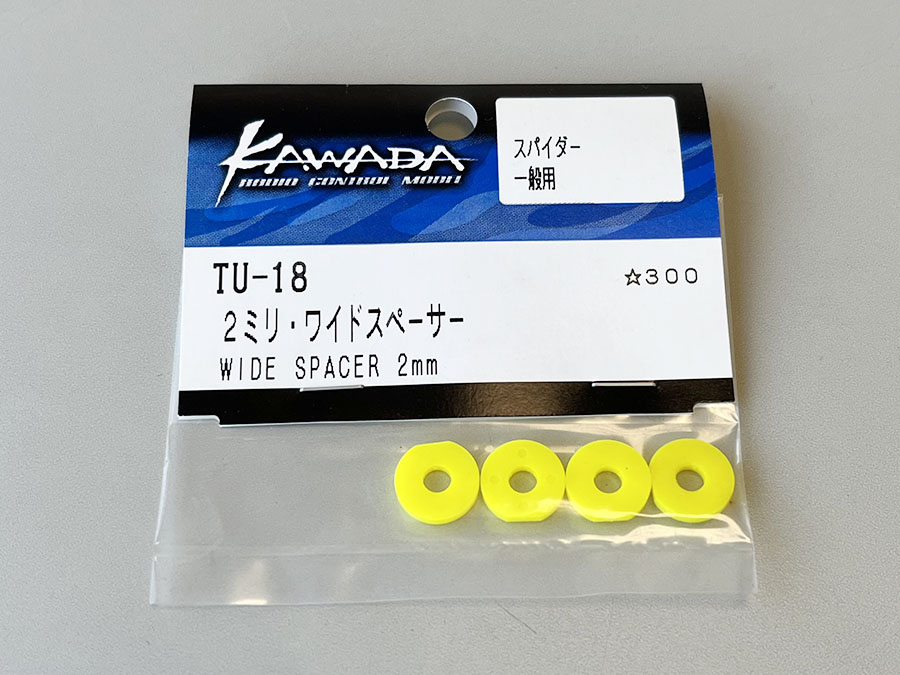 KAWADA
RADIO CONTROL MODEL
スパイダー
一般用
TU-18
☆300
2ミリ・ワイドスペーサー
WIDE SPACER 2mm